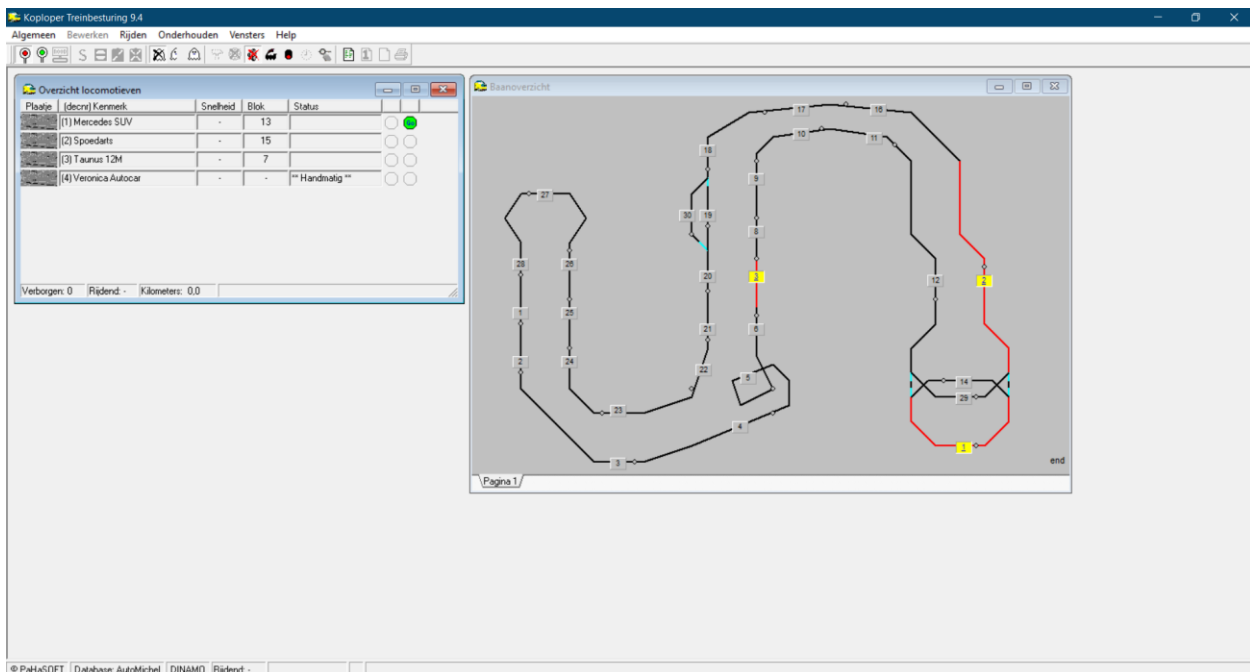 Koploper Treinbesturing 9.4
Algemeen Bewerken Rijden Onderhouden Vensters Help
Overzicht locomotieven
Plaatje (decnr) Kenmerk Snelheid Blok Status
(1) Mercedes SUV - 13 Go
(2) Spoedarts - 15
(3) Taunus 12M - 7
(4) Veronica Autocar - - ** Handmatig **
Verborgen: 0 Rijdend: - Kilometers: 0,0
Baanoverzicht
17 16
10 11
18
9
27
30 19
8
28 26
20 3 12 2
1 25
21 6
2 24
22 5
14
29
23
4
3
1
end
Pagina 1
© PaHaSOFT Database: AutoMichel DINAMO Rijdend: -